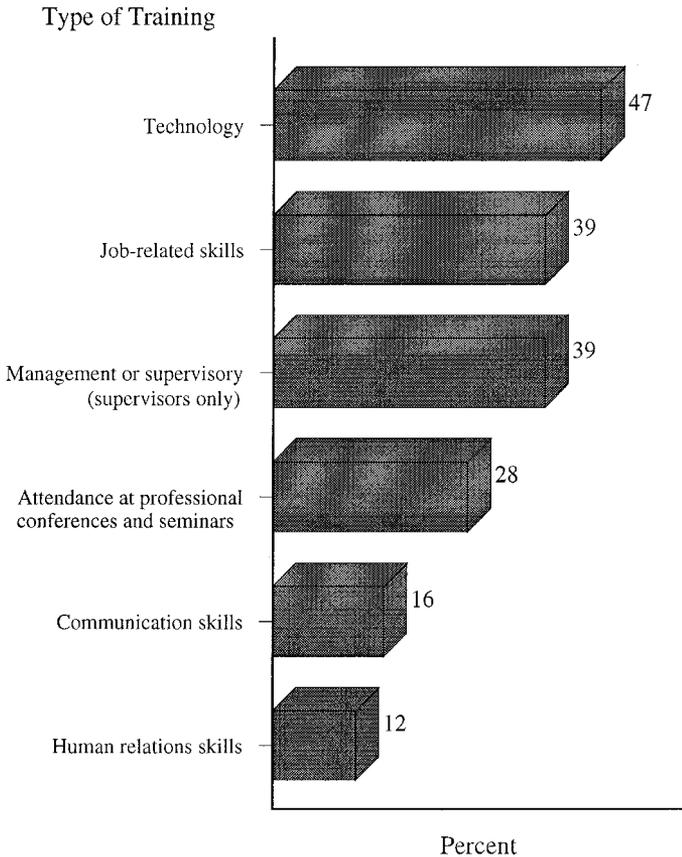 Type of Training
Technology
47
Job-related skills
39
Management or supervisory
(supervisors only)
39
Attendance at professional
conferences and seminars
28
Communication skills
16
Human relations skills
12
Percent